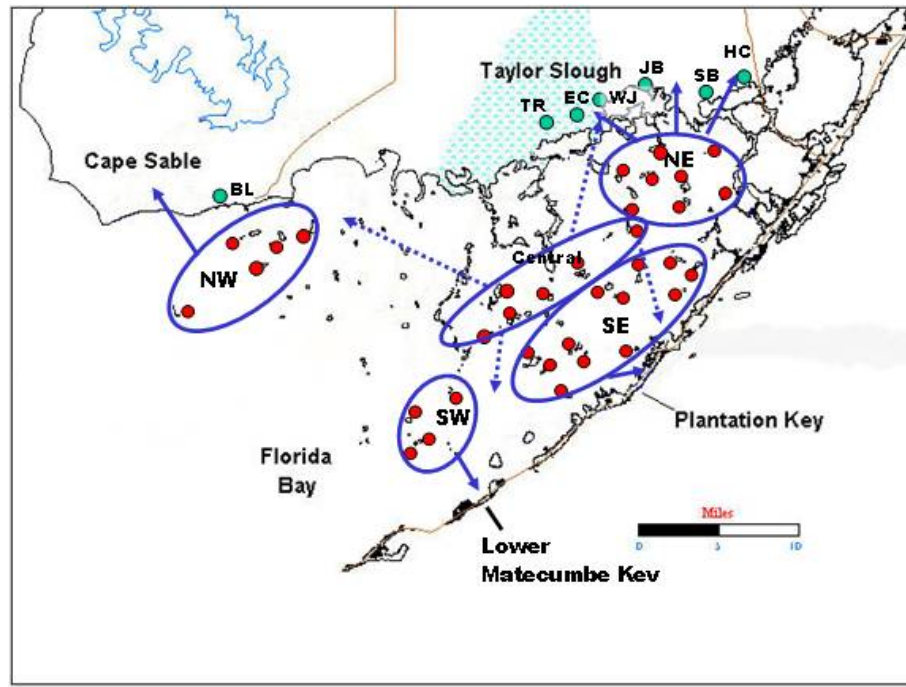 HC
JB
Taylor Slough
SB
EC
WJ
TR
Cape Sable
NE
BL
Central
NW
SE
SW
Plantation Key
Florida
Bay
Miles
0
5
10
Lower
Matecumbe Key